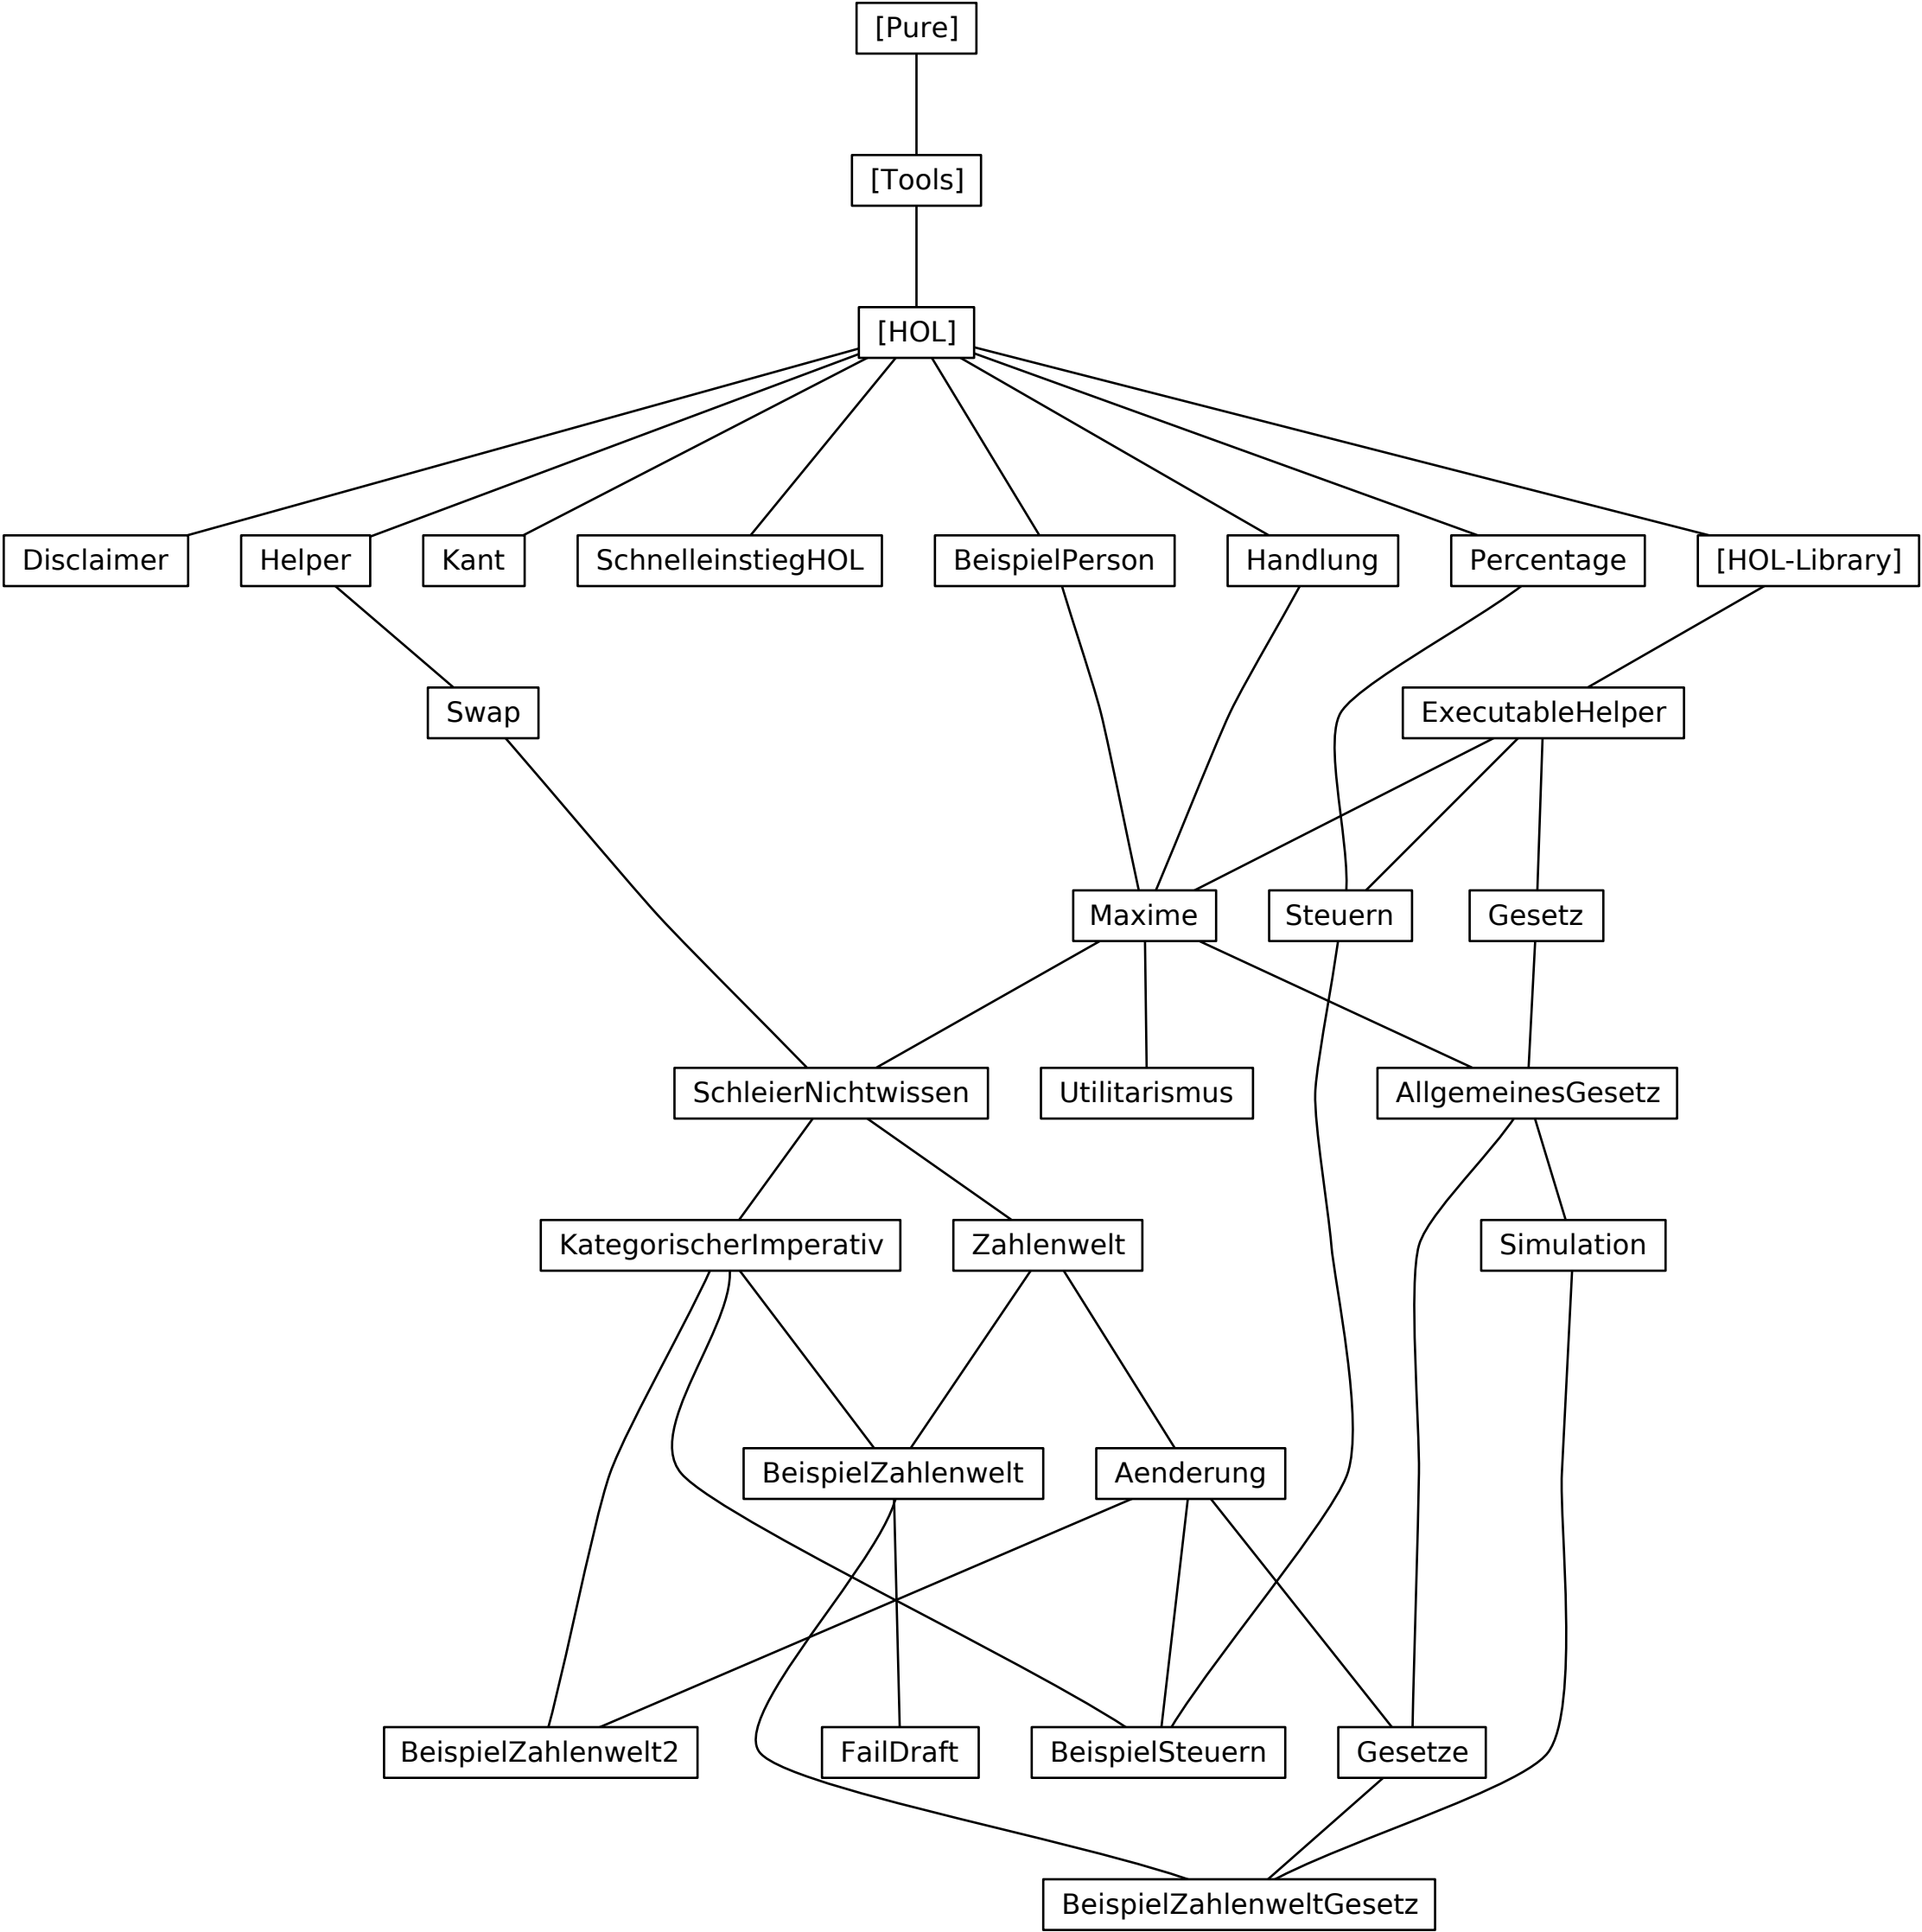 [Pure]
[Tools]
[HOL]
Disclaimer
Helper
Kant
SchnelleinstiegHOL
BeispielPerson
Handlung
Percentage
[HOL-Library]
Swap
ExecutableHelper
Maxime
Steuern
Gesetz
SchleierNichtwissen
Utilitarismus
AllgemeinesGesetz
KategorischerImperativ
Zahlenwelt
Simulation
BeispielZahlenwelt
Aenderung
BeispielZahlenwelt2
FailDraft
BeispielSteuern
Gesetze
BeispielZahlenweltGesetz